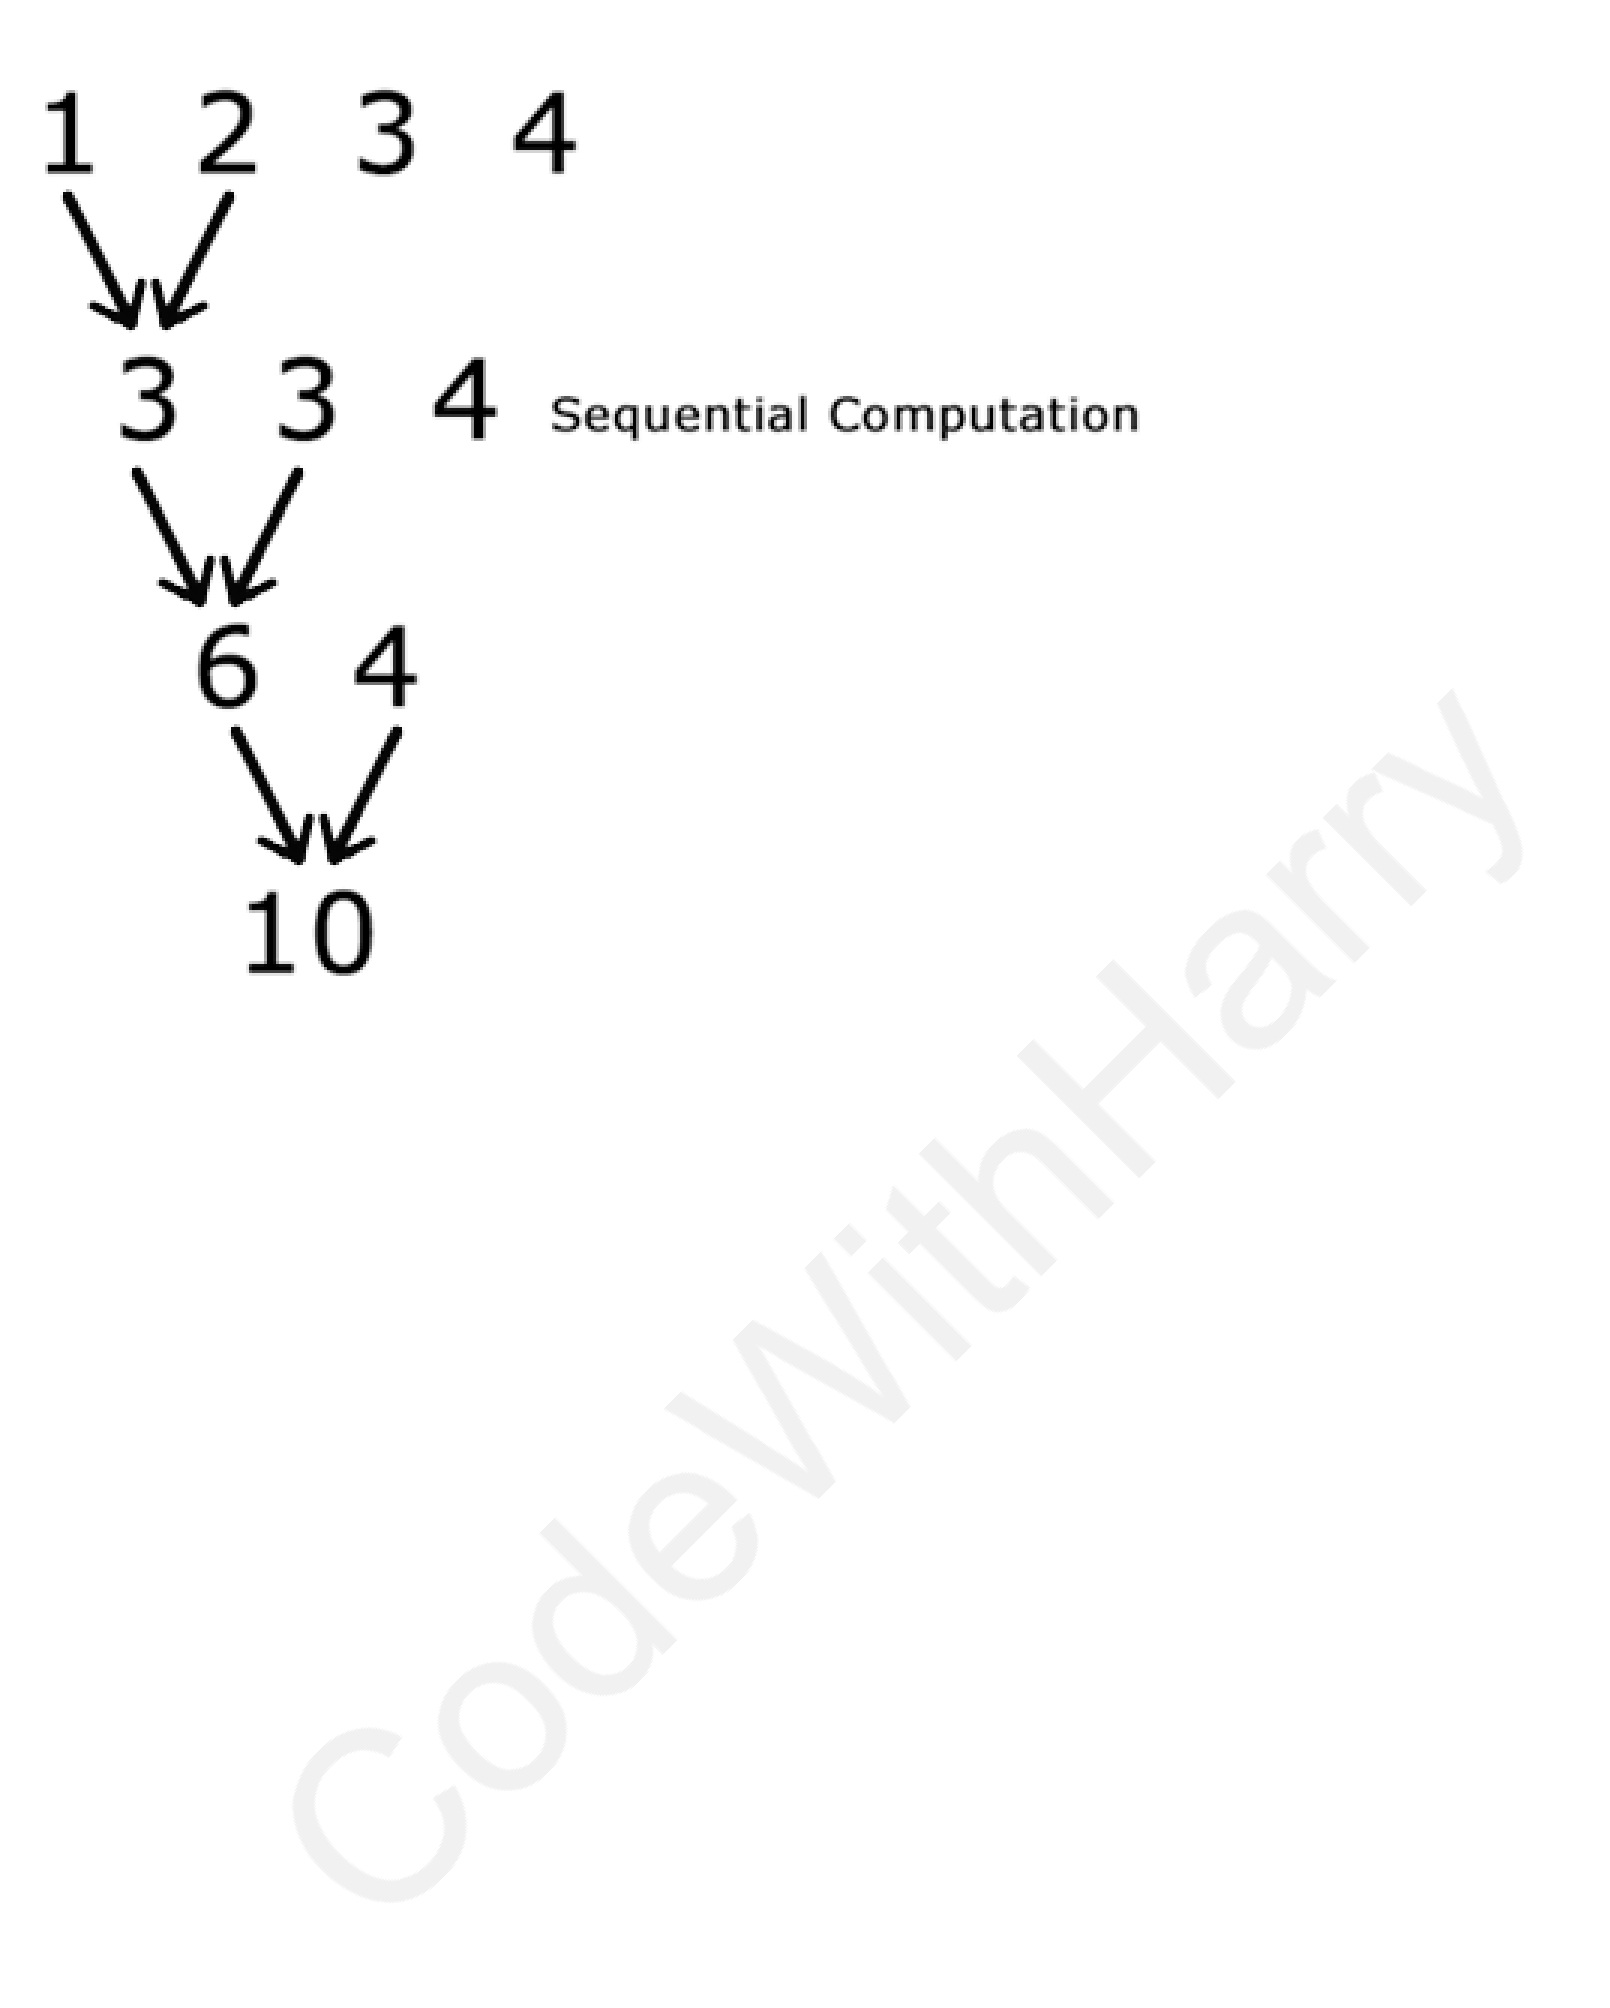 1 2 3 4
3 3 4 Sequential Computation
6 4
10
CodeWithHarry